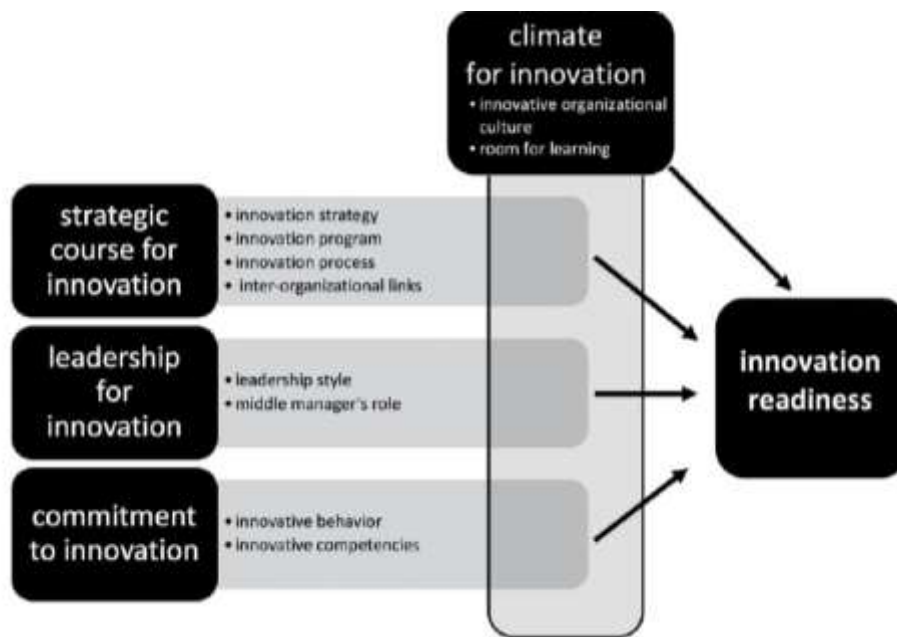 climate
for innovation
• innovative organizational
culture
• room for learning
strategic
course for
innovation
• innovation strategy
• innovation program
• innovation process
• inter-organizational links
leadership
for
innovation
• leadership style
• middle manager's role
commitment
to innovation
• innovative behavior
• innovative competencies
innovation
readiness